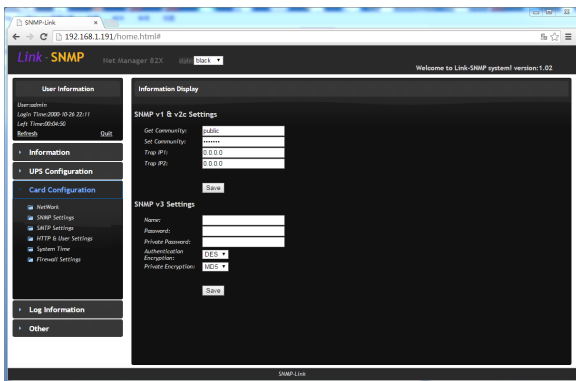 SNMP-Link
192.168.1.191/home.html#
Link - SNMP Net Manager 82X
black
Welcome to Link-SNMP system! version:1.02
User Information
User:admin
Login Time:2000-10-26 22:11
Left Time:00:04:50
Refresh Quit
Information
UPS Configuration
Card Configuration
NetWork
SNMP Settings
SMTP Settings
HTTP & User Settings
System Time
Firewall Settings
Log Information
Other
Information Display
SNMP v1 & v2c Settings
Get Community: public
Set Community: •••••••
Trap IP1: 0.0.0.0
Trap IP2: 0.0.0.0
Save
SNMP v3 Settings
Name:
Password:
Private Password:
Authentication Encryption: DES
Private Encryption: MD5
Save
SNMP-Link